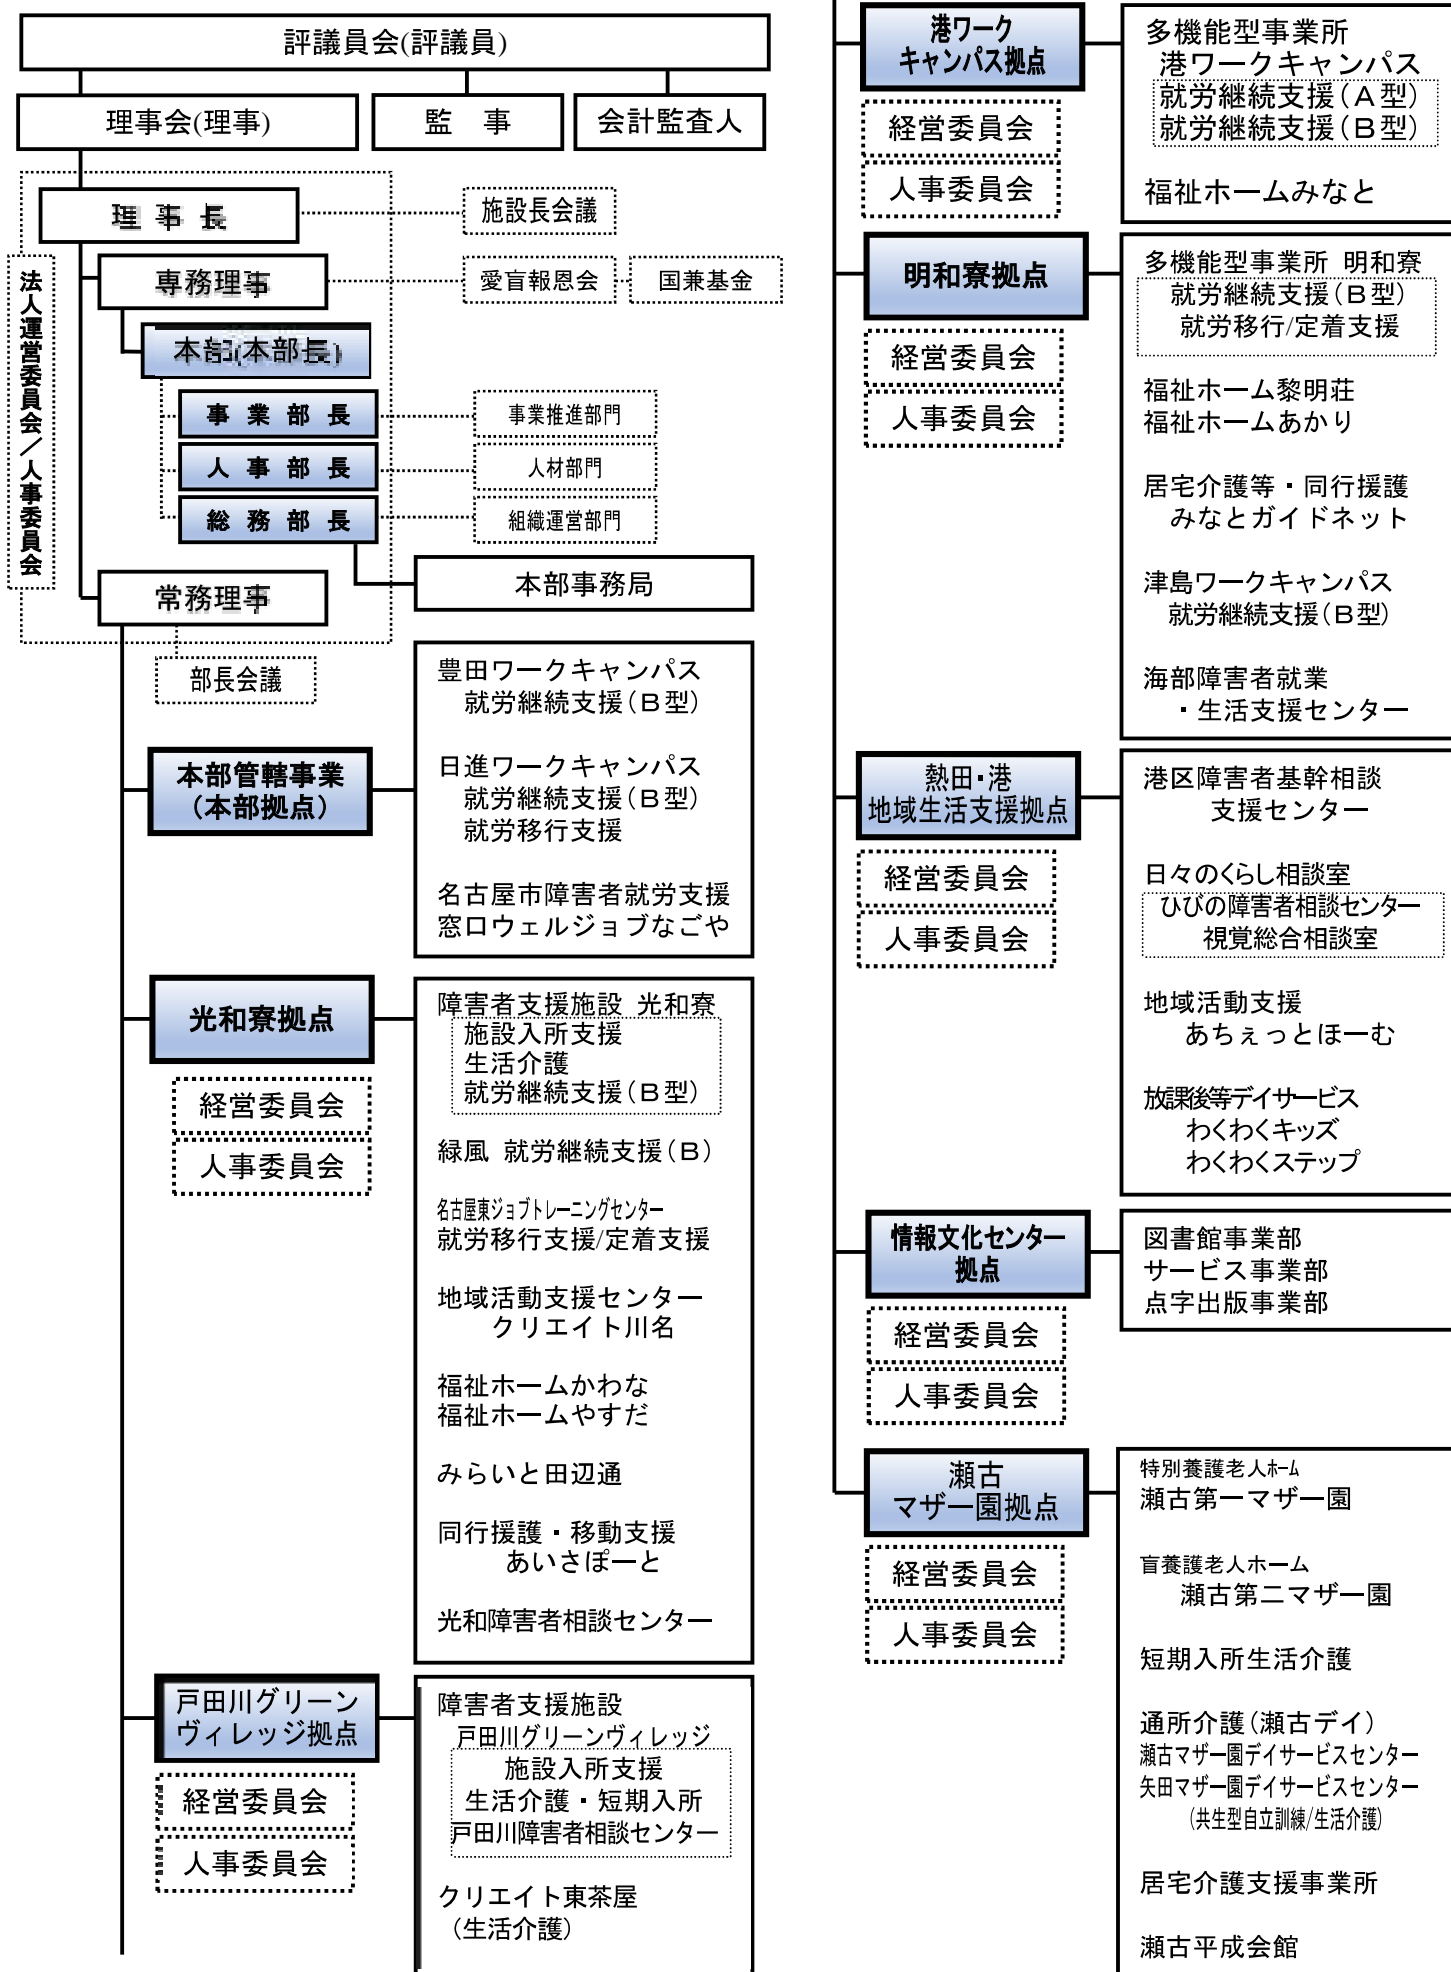 評議員会(評議員)
理事会(理事)
監　事
会計監査人
理 事 長
施設長会議
専務理事
愛盲報恩会
国兼基金
本部(本部長)
事 業 部 長
事業推進部門
人 事 部 長
人材部門
総 務 部 長
組織運営部門
法人運営委員会／人事委員会
本部事務局
常務理事
部長会議
本部管轄事業
（本部拠点）
豊田ワークキャンパス
就労継続支援(Ｂ型)
日進ワークキャンパス
就労継続支援(Ｂ型)
就労移行支援
名古屋市障害者就労支援
窓口ウェルジョブなごや
光和寮拠点
経営委員会
人事委員会
障害者支援施設 光和寮
施設入所支援
生活介護
就労継続支援(Ｂ型)
緑風 就労継続支援(Ｂ)
名古屋東ジョブトレーニングセンター
就労移行支援/定着支援
地域活動支援センター
クリエイト川名
福祉ホームかわな
福祉ホームやすだ
みらいと田辺通
同行援護・移動支援
あいさぽーと
光和障害者相談センター
戸田川グリーン
ヴィレッジ拠点
経営委員会
人事委員会
障害者支援施設
戸田川グリーンヴィレッジ
施設入所支援
生活介護・短期入所
戸田川障害者相談センター
クリエイト東茶屋
(生活介護)
港ワーク
キャンパス拠点
経営委員会
人事委員会
多機能型事業所
港ワークキャンパス
就労継続支援(Ａ型)
就労継続支援(Ｂ型)
福祉ホームみなと
明和寮拠点
経営委員会
人事委員会
多機能型事業所 明和寮
就労継続支援(Ｂ型)
就労移行/定着支援
福祉ホーム黎明荘
福祉ホームあかり
居宅介護等・同行援護
みなとガイドネット
津島ワークキャンパス
就労継続支援(Ｂ型)
海部障害者就業
・生活支援センター
熱田・港
地域生活支援拠点
経営委員会
人事委員会
港区障害者基幹相談
支援センター
日々のくらし相談室
ひびの障害者相談センター
視覚総合相談室
地域活動支援
あちぇっとほーむ
放課後等デイサービス
わくわくキッズ
わくわくステップ
情報文化センター
拠点
経営委員会
人事委員会
図書館事業部
サービス事業部
点字出版事業部
瀬古
マザー園拠点
経営委員会
人事委員会
特別養護老人ホーム
瀬古第一マザー園
盲養護老人ホーム
瀬古第二マザー園
短期入所生活介護
通所介護(瀬古デイ)
瀬古マザー園デイサービスセンター
矢田マザー園デイサービスセンター
(共生型自立訓練/生活介護)
居宅介護支援事業所
瀬古平成会館